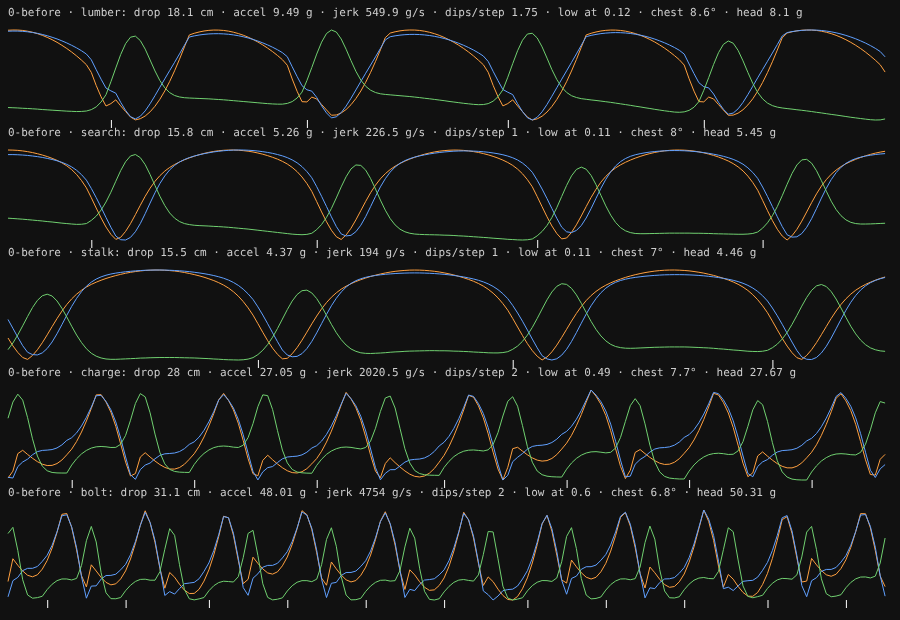 0-before · lumber: drop 18.1 cm · accel 9.49 g · jerk 549.9 g/s · dips/step 1.75 · low at 0.12 · chest 8.6° · head 8.1 g
0-before · search: drop 15.8 cm · accel 5.26 g · jerk 226.5 g/s · dips/step 1 · low at 0.11 · chest 8° · head 5.45 g
0-before · stalk: drop 15.5 cm · accel 4.37 g · jerk 194 g/s · dips/step 1 · low at 0.11 · chest 7° · head 4.46 g
0-before · charge: drop 28 cm · accel 27.05 g · jerk 2020.5 g/s · dips/step 2 · low at 0.49 · chest 7.7° · head 27.67 g
0-before · bolt: drop 31.1 cm · accel 48.01 g · jerk 4754 g/s · dips/step 2 · low at 0.6 · chest 6.8° · head 50.31 g